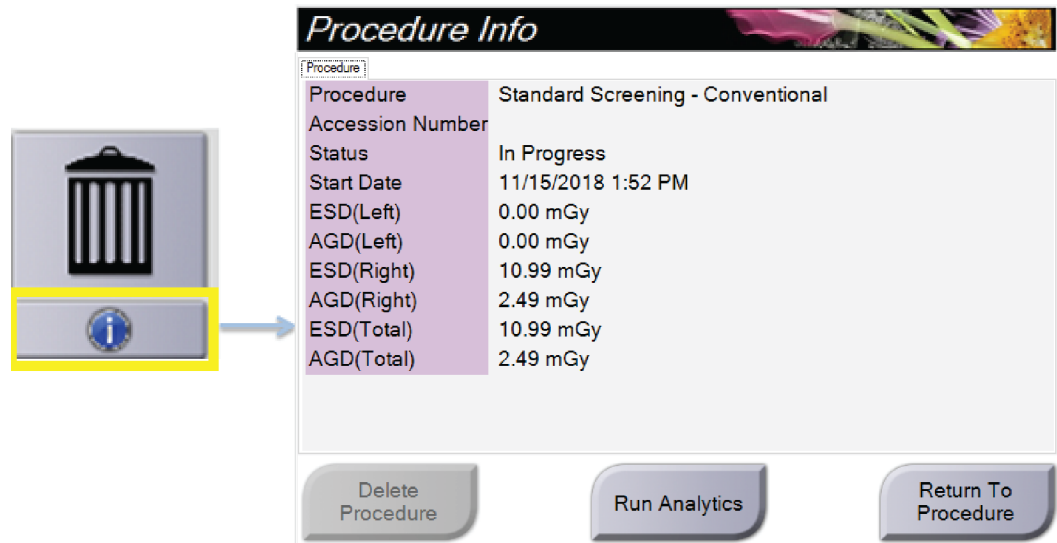 Procedure Info
Procedure
Procedure Standard Screening - Conventional
Accession Number
Status In Progress
Start Date 11/15/2018 1:52 PM
ESD(Left) 0.00 mGy
AGD(Left) 0.00 mGy
ESD(Right) 10.99 mGy
AGD(Right) 2.49 mGy
ESD(Total) 10.99 mGy
AGD(Total) 2.49 mGy
i
Delete
Procedure
Run Analytics
Return To
Procedure